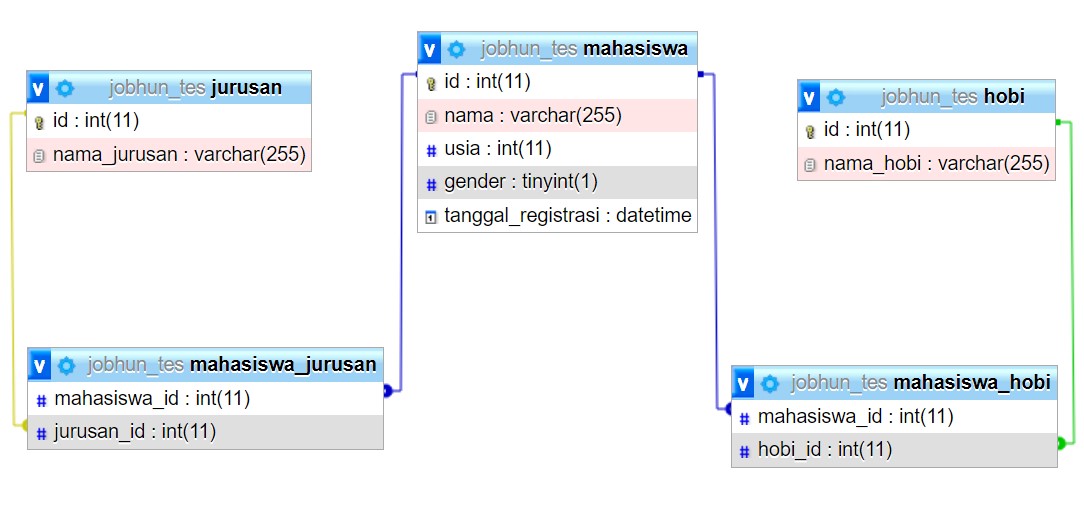 jobhun_tes jurusan
id : int(11)
nama_jurusan : varchar(255)
jobhun_tes mahasiswa
id : int(11)
nama : varchar(255)
usia : int(11)
gender : tinyint(1)
tanggal_registrasi : datetime
jobhun_tes hobi
id : int(11)
nama_hobi : varchar(255)
jobhun_tes mahasiswa_jurusan
mahasiswa_id : int(11)
jurusan_id : int(11)
jobhun_tes mahasiswa_hobi
mahasiswa_id : int(11)
hobi_id : int(11)